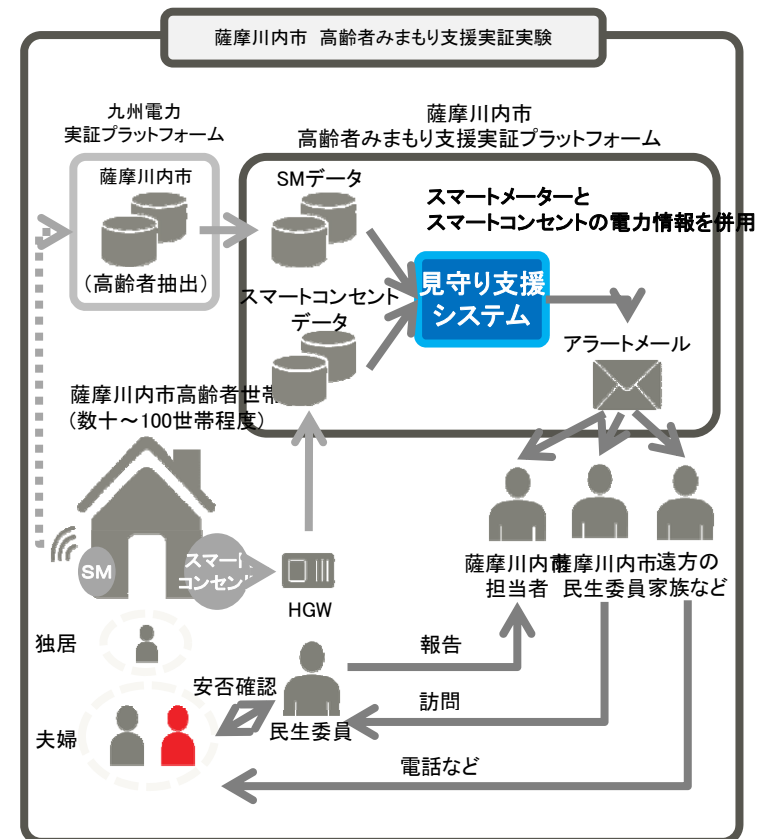 薩摩川内市 高齢者みまもり支援実証実験
九州電力
実証プラットフォーム
薩摩川内市
高齢者みまもり支援実証プラットフォーム
薩摩川内市
(高齢者抽出)
SMデータ
スマートメーターと
スマートコンセントの電力情報を併用
スマートコンセント
データ
見守り支援
システム
アラートメール
薩摩川内市高齢者世帯
(数十～100世帯程度)
SM
スマート
コンセント
HGW
薩摩川内市
担当者
薩摩川内市
民生委員
遠方の
家族など
独居
夫婦
安否確認
民生委員
報告
訪問
電話など